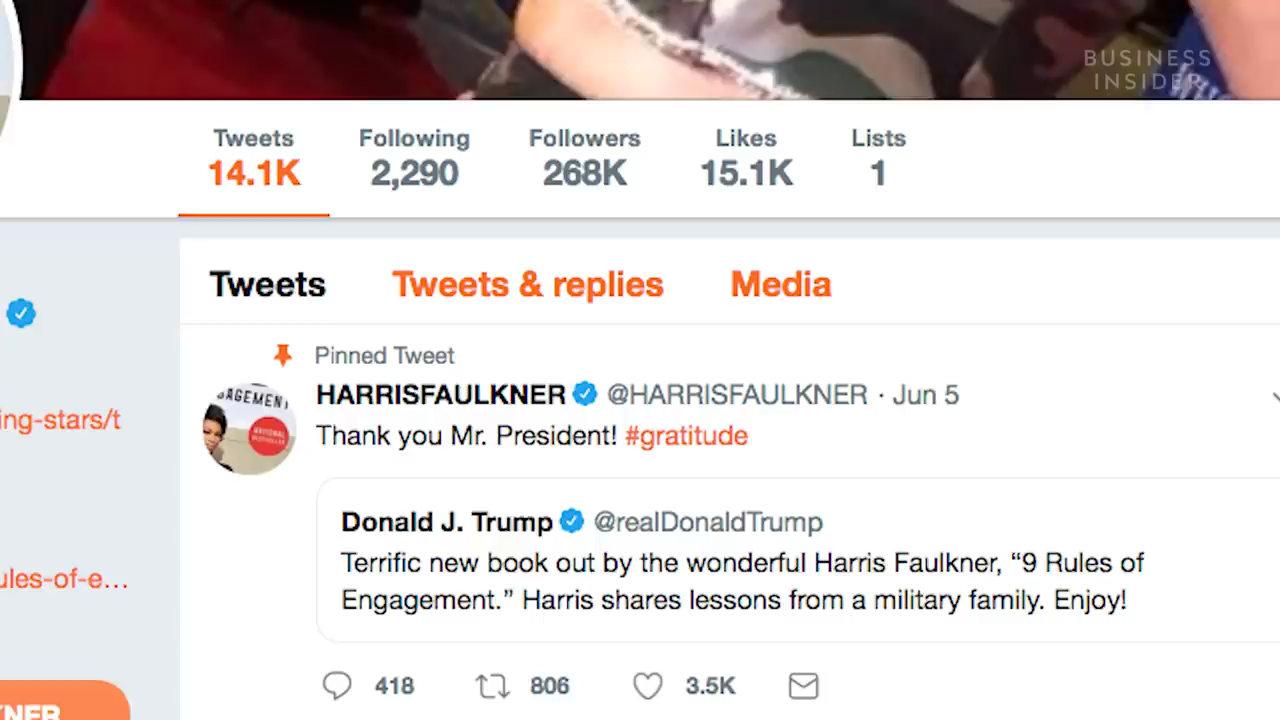 BUSINESS
INSIDER
Tweets Following Followers Likes Lists
14.1K 2,290 268K 15.1K 1
Tweets Tweets & replies Media
Pinned Tweet
HARRISFAULKNER @HARRISFAULKNER · Jun 5
ing-stars/t
Thank you Mr. President! #gratitude
Donald J. Trump @realDonaldTrump
Terrific new book out by the wonderful Harris Faulkner, “9 Rules of
ules-of-e...
Engagement.” Harris shares lessons from a military family. Enjoy!
418 806 3.5K
KNER